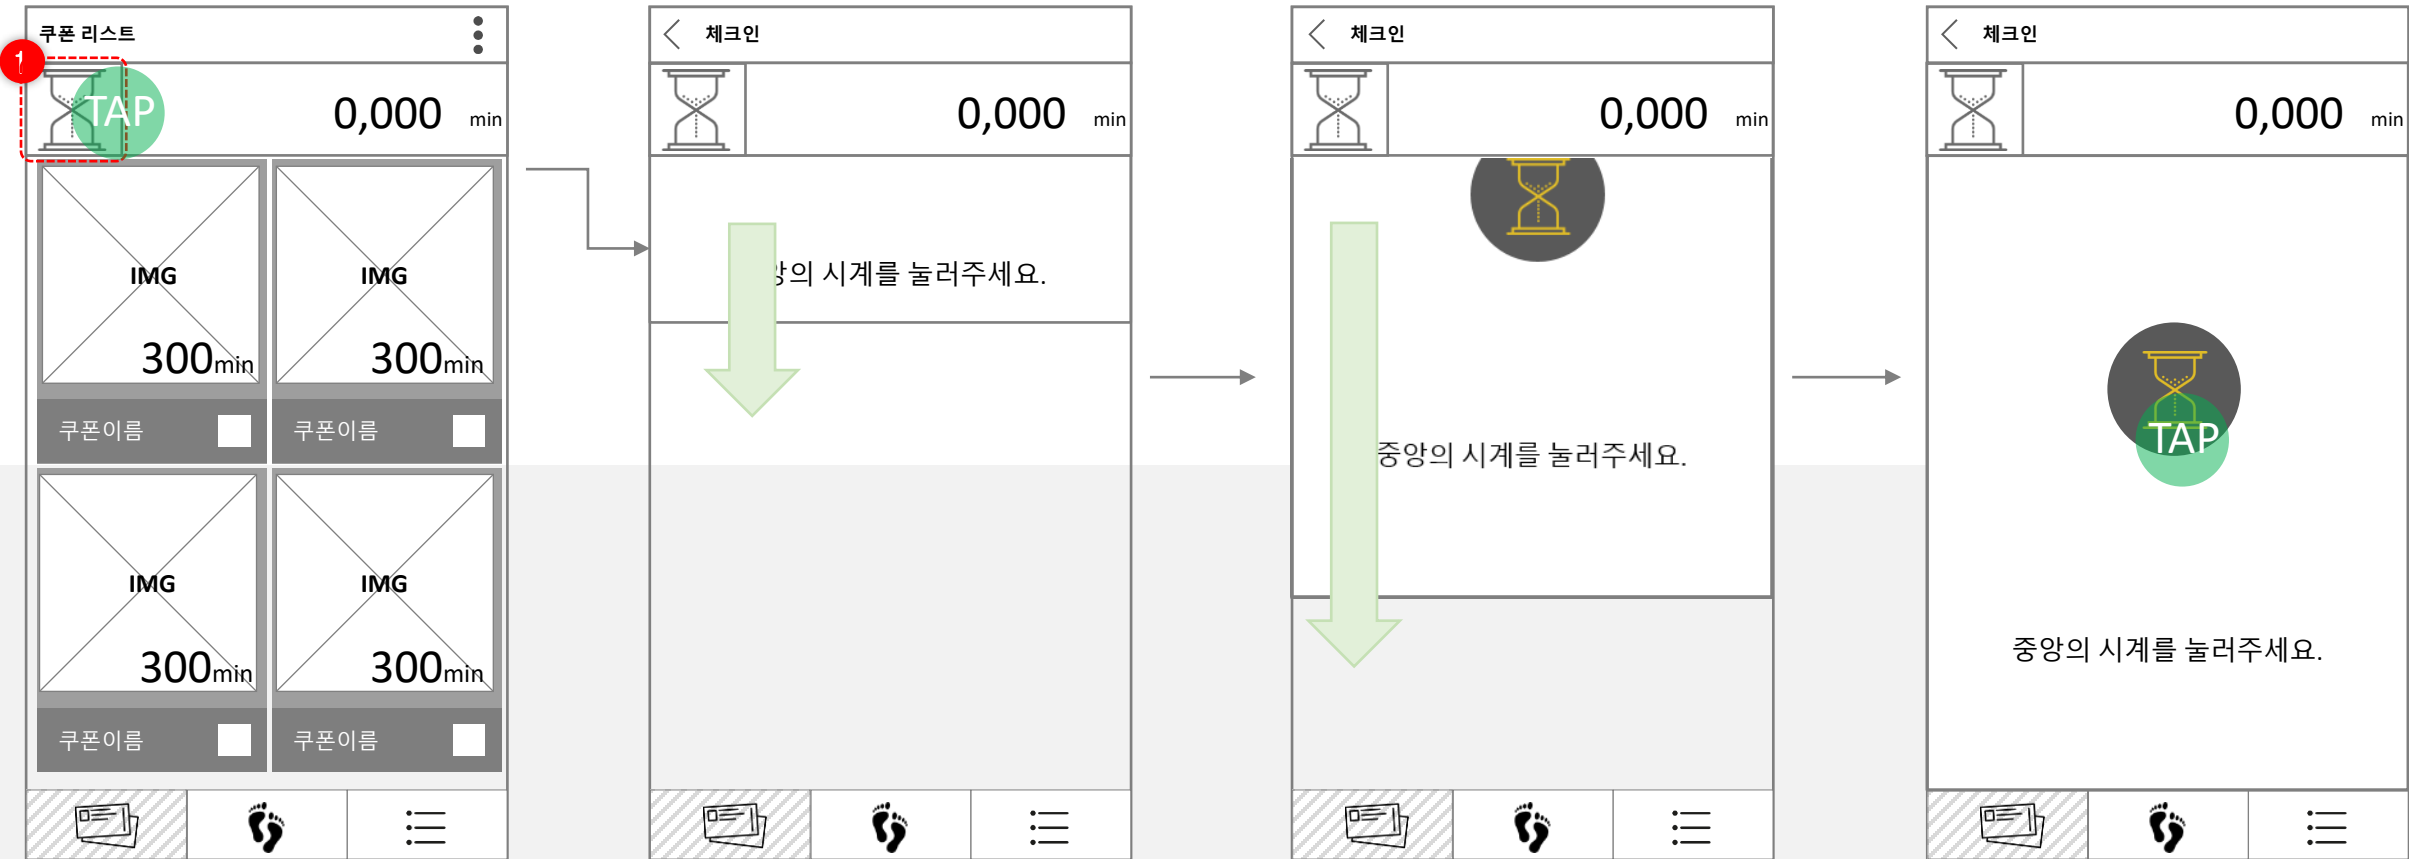 쿠폰 리스트
1
TAP
0,000 min
IMG
300min
IMG
300min
쿠폰이름
쿠폰이름
IMG
300min
IMG
300min
쿠폰이름
쿠폰이름
체크인
0,000 min
의 시계를 눌러주세요.
체크인
0,000 min
중앙의 시계를 눌러주세요.
체크인
0,000 min
TAP
중앙의 시계를 눌러주세요.